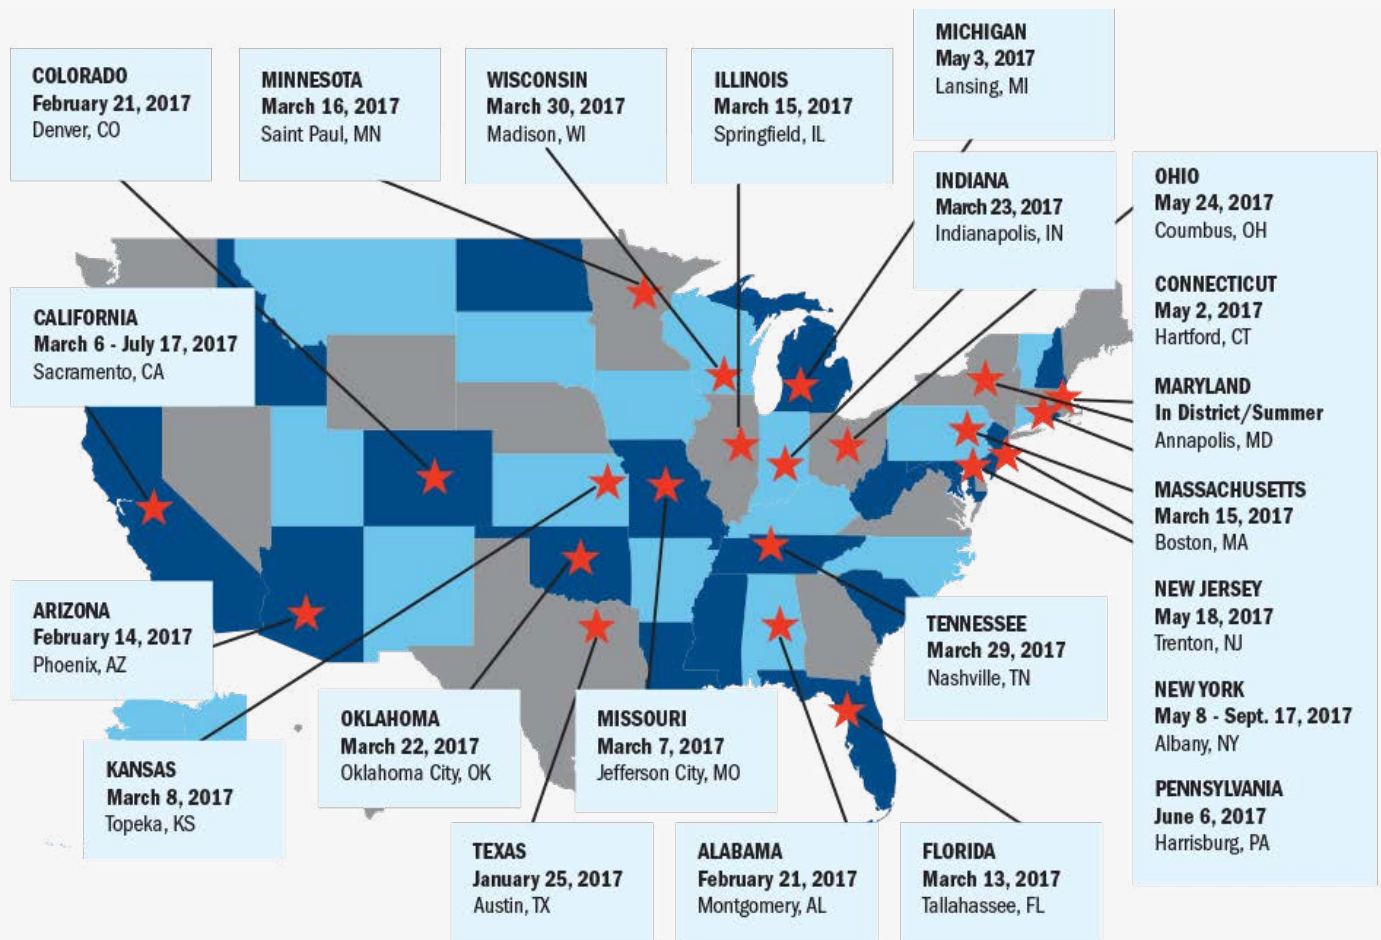 COLORADO
February 21, 2017
Denver, CO
MINNESOTA
March 16, 2017
Saint Paul, MN
WISCONSIN
March 30, 2017
Madison, WI
ILLINOIS
March 15, 2017
Springfield, IL
MICHIGAN
May 3, 2017
Lansing, MI
INDIANA
March 23, 2017
Indianapolis, IN
OHIO
May 24, 2017
Coumbus, OH
CONNECTICUT
May 2, 2017
Hartford, CT
MARYLAND
In District/Summer
Annapolis, MD
MASSACHUSETTS
March 15, 2017
Boston, MA
NEW JERSEY
May 18, 2017
Trenton, NJ
NEW YORK
May 8 - Sept. 17, 2017
Albany, NY
PENNSYLVANIA
June 6, 2017
Harrisburg, PA
CALIFORNIA
March 6 - July 17, 2017
Sacramento, CA
ARIZONA
February 14, 2017
Phoenix, AZ
TENNESSEE
March 29, 2017
Nashville, TN
KANSAS
March 8, 2017
Topeka, KS
OKLAHOMA
March 22, 2017
Oklahoma City, OK
MISSOURI
March 7, 2017
Jefferson City, MO
TEXAS
January 25, 2017
Austin, TX
ALABAMA
February 21, 2017
Montgomery, AL
FLORIDA
March 13, 2017
Tallahassee, FL